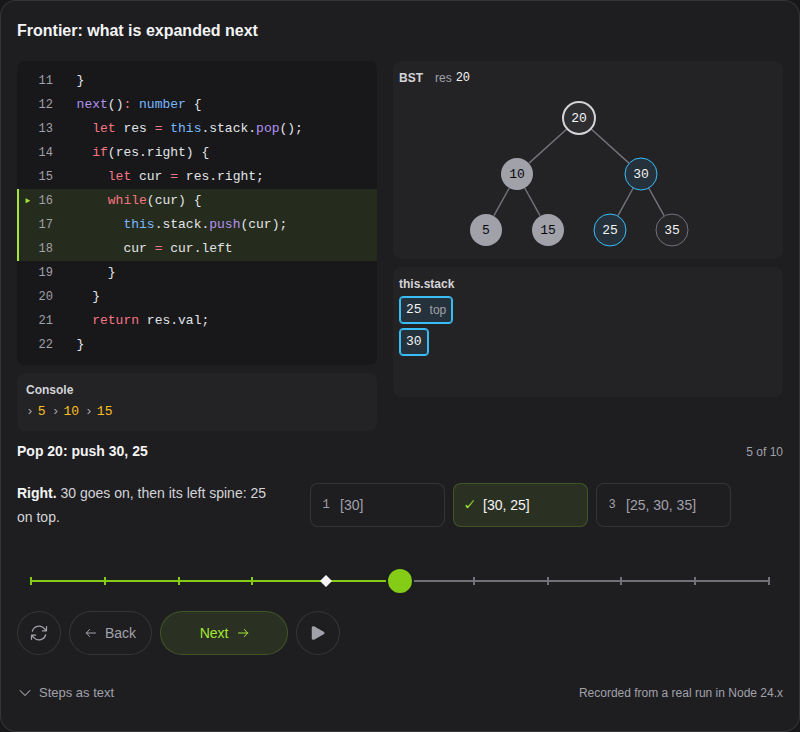 Frontier: what is expanded next
11 }
12 next(): number {
13 let res = this.stack.pop();
14 if(res.right) {
15 let cur = res.right;
▸ 16 while(cur) {
17 this.stack.push(cur);
18 cur = cur.left
19 }
20 }
21 return res.val;
22 }
Console
› 5 › 10 › 15
BST res 20
20
10 30
5 15 25 35
this.stack
25 top
30
Pop 20: push 30, 25
5 of 10
Right. 30 goes on, then its left spine: 25
on top.
1 [30]
✓ [30, 25]
3 [25, 30, 35]
← Back
Next →
Steps as text
Recorded from a real run in Node 24.x